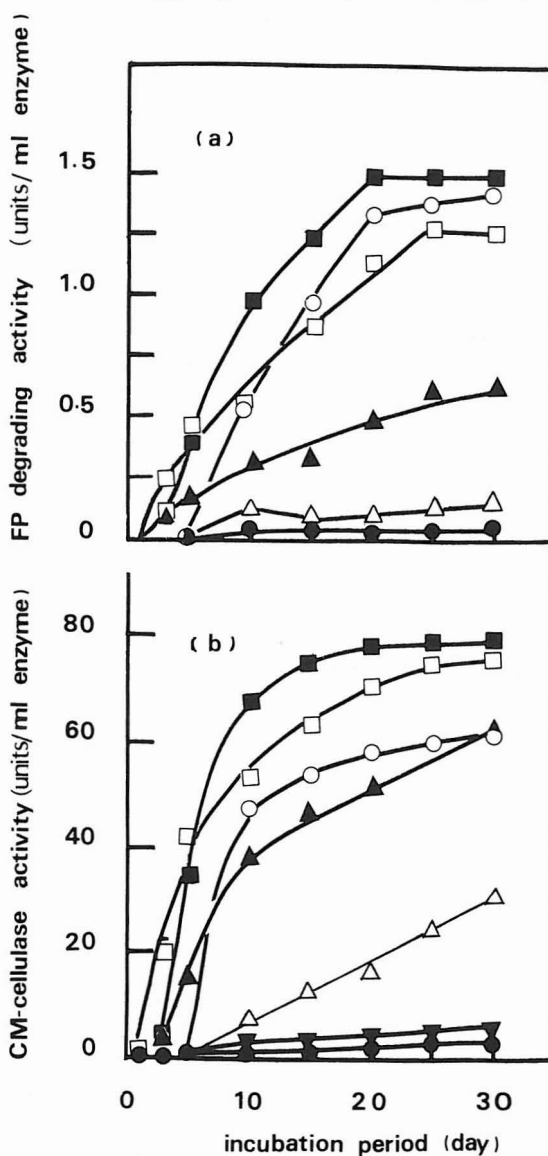 FP degrading activity (units/ml enzyme)
(a)
1.5
1.0
0.5
0
CM-cellulase activity (units/ml enzyme)
(b)
80
60
40
20
0
0 10 20 30
incubation period (day)